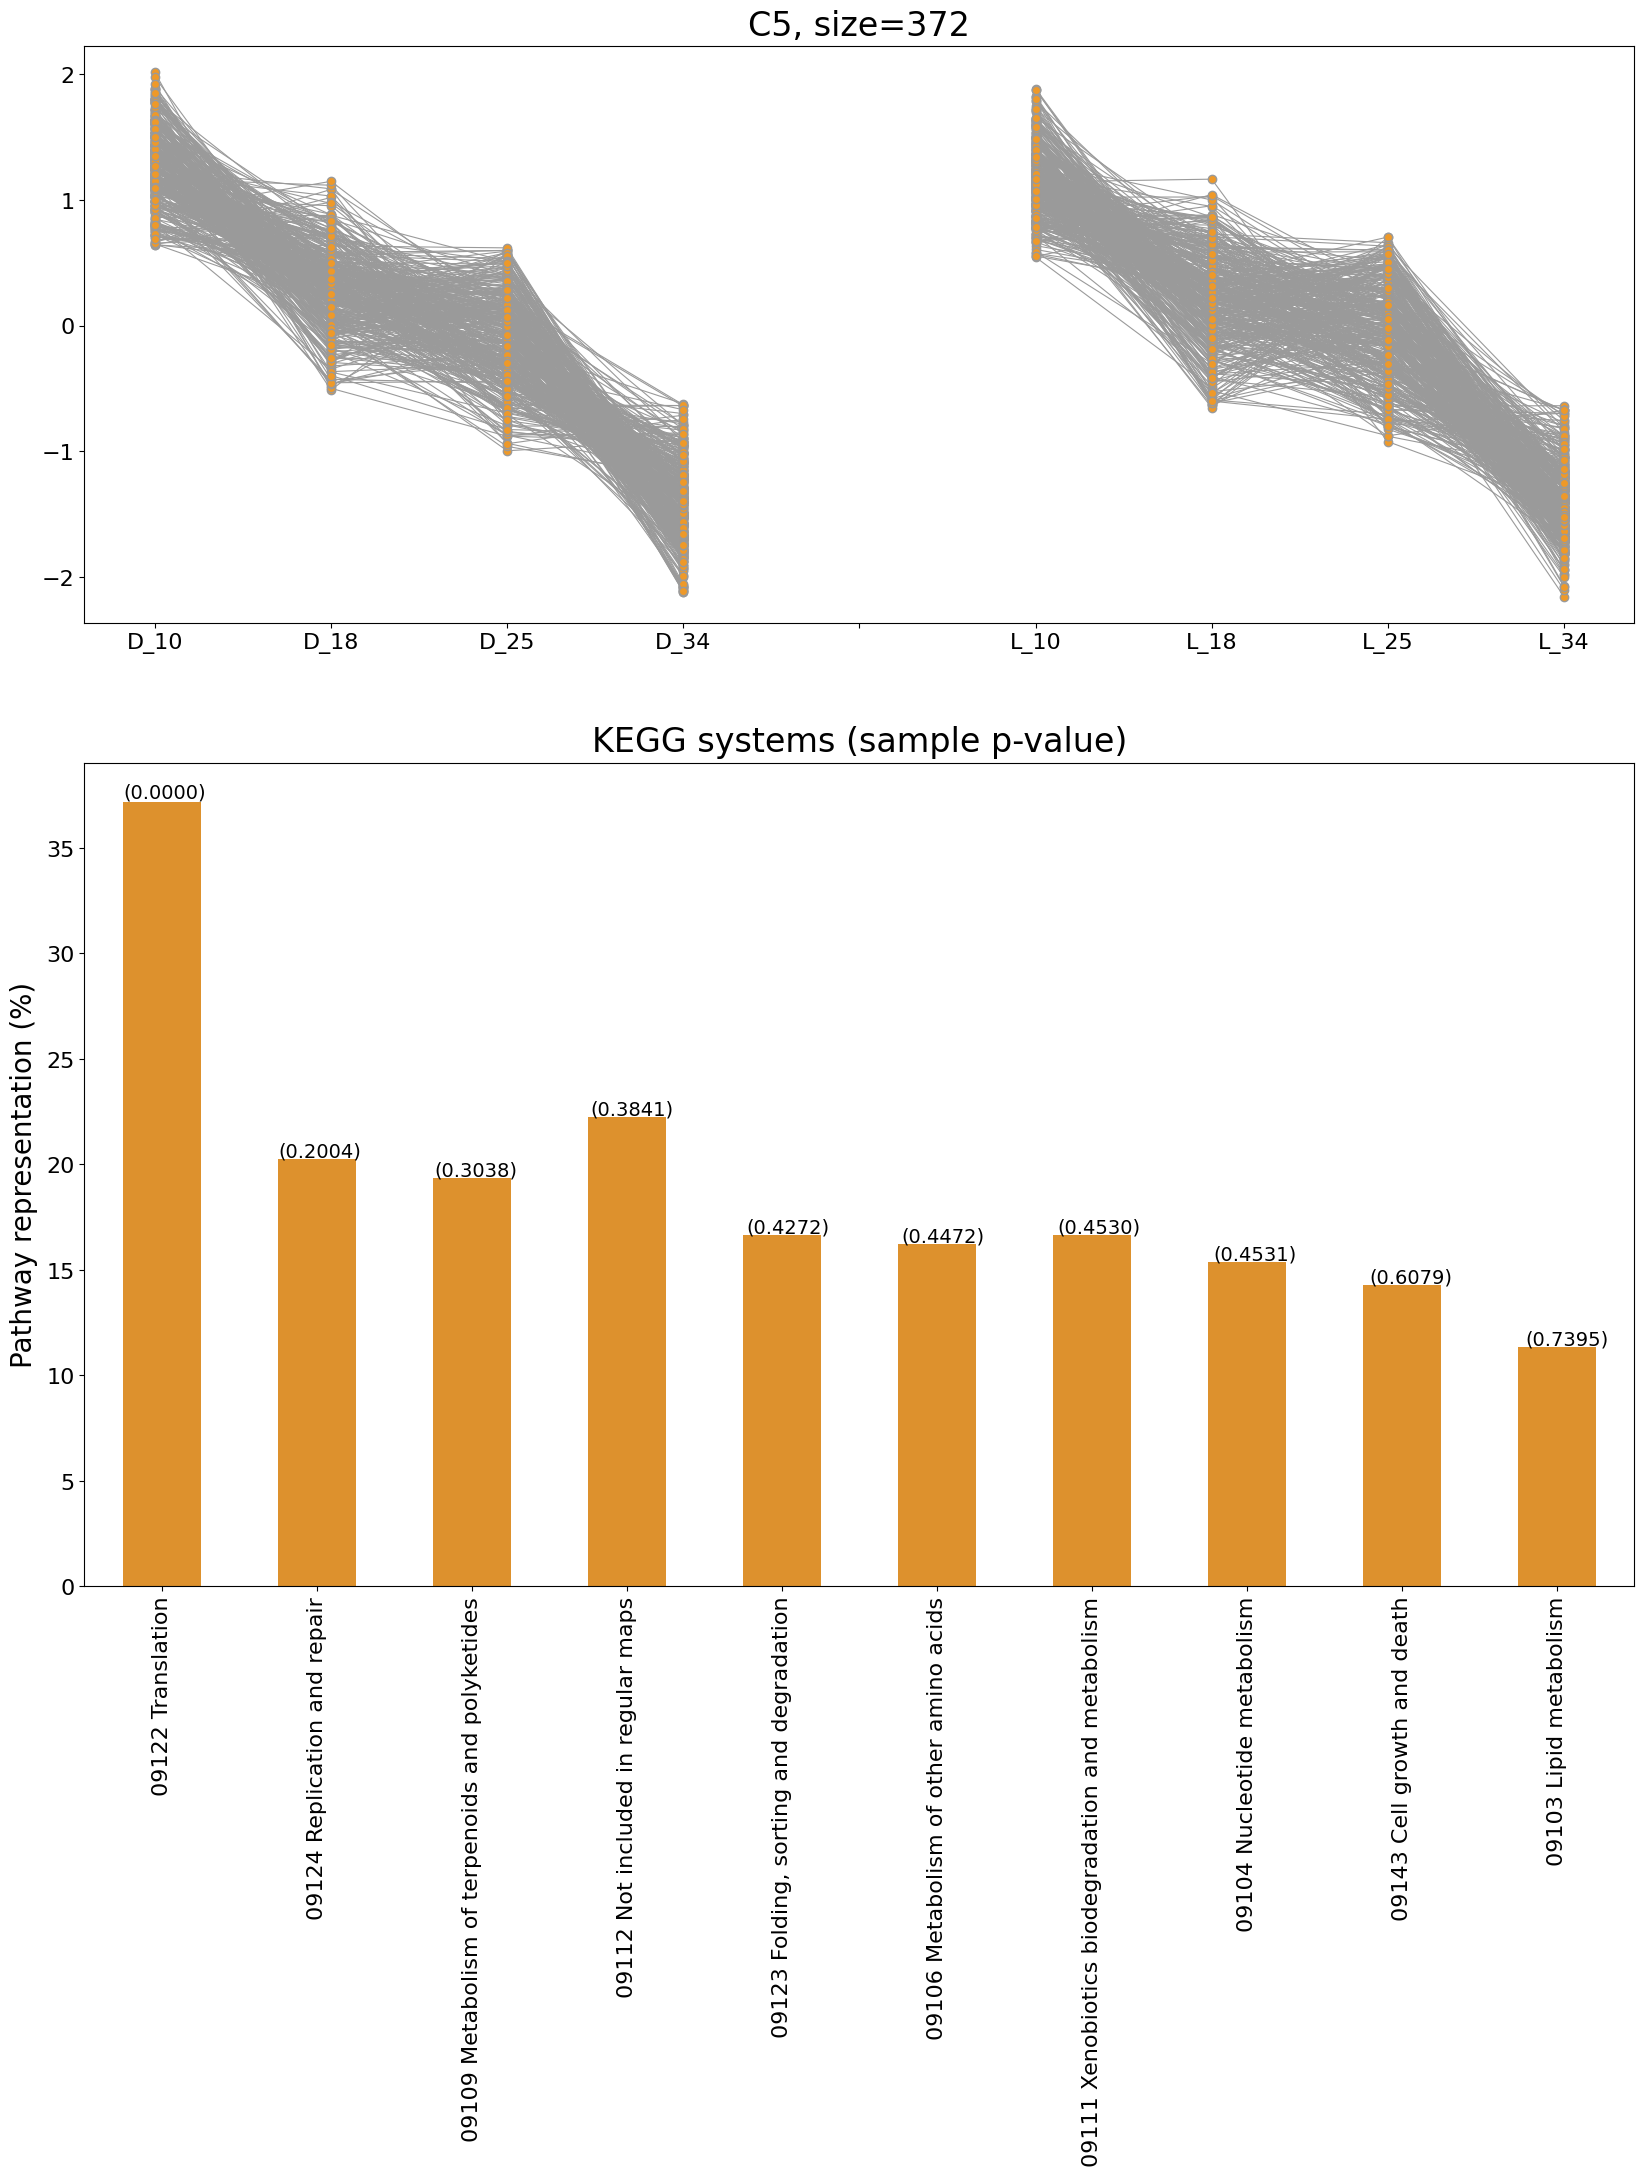 C5, size=372
2
1
0
−1
−2
D_10 D_18 D_25 D_34 L_10 L_18 L_25 L_34
KEGG systems (sample p-value)
Pathway representation (%)
35
30
25
20
15
10
5
0
(0.0000)
(0.2004)
(0.3038)
(0.3841)
(0.4272)
(0.4472)
(0.4530)
(0.4531)
(0.6079)
(0.7395)
09122 Translation
09124 Replication and repair
09109 Metabolism of terpenoids and polyketides
09112 Not included in regular maps
09123 Folding, sorting and degradation
09106 Metabolism of other amino acids
09111 Xenobiotics biodegradation and metabolism
09104 Nucleotide metabolism
09143 Cell growth and death
09103 Lipid metabolism